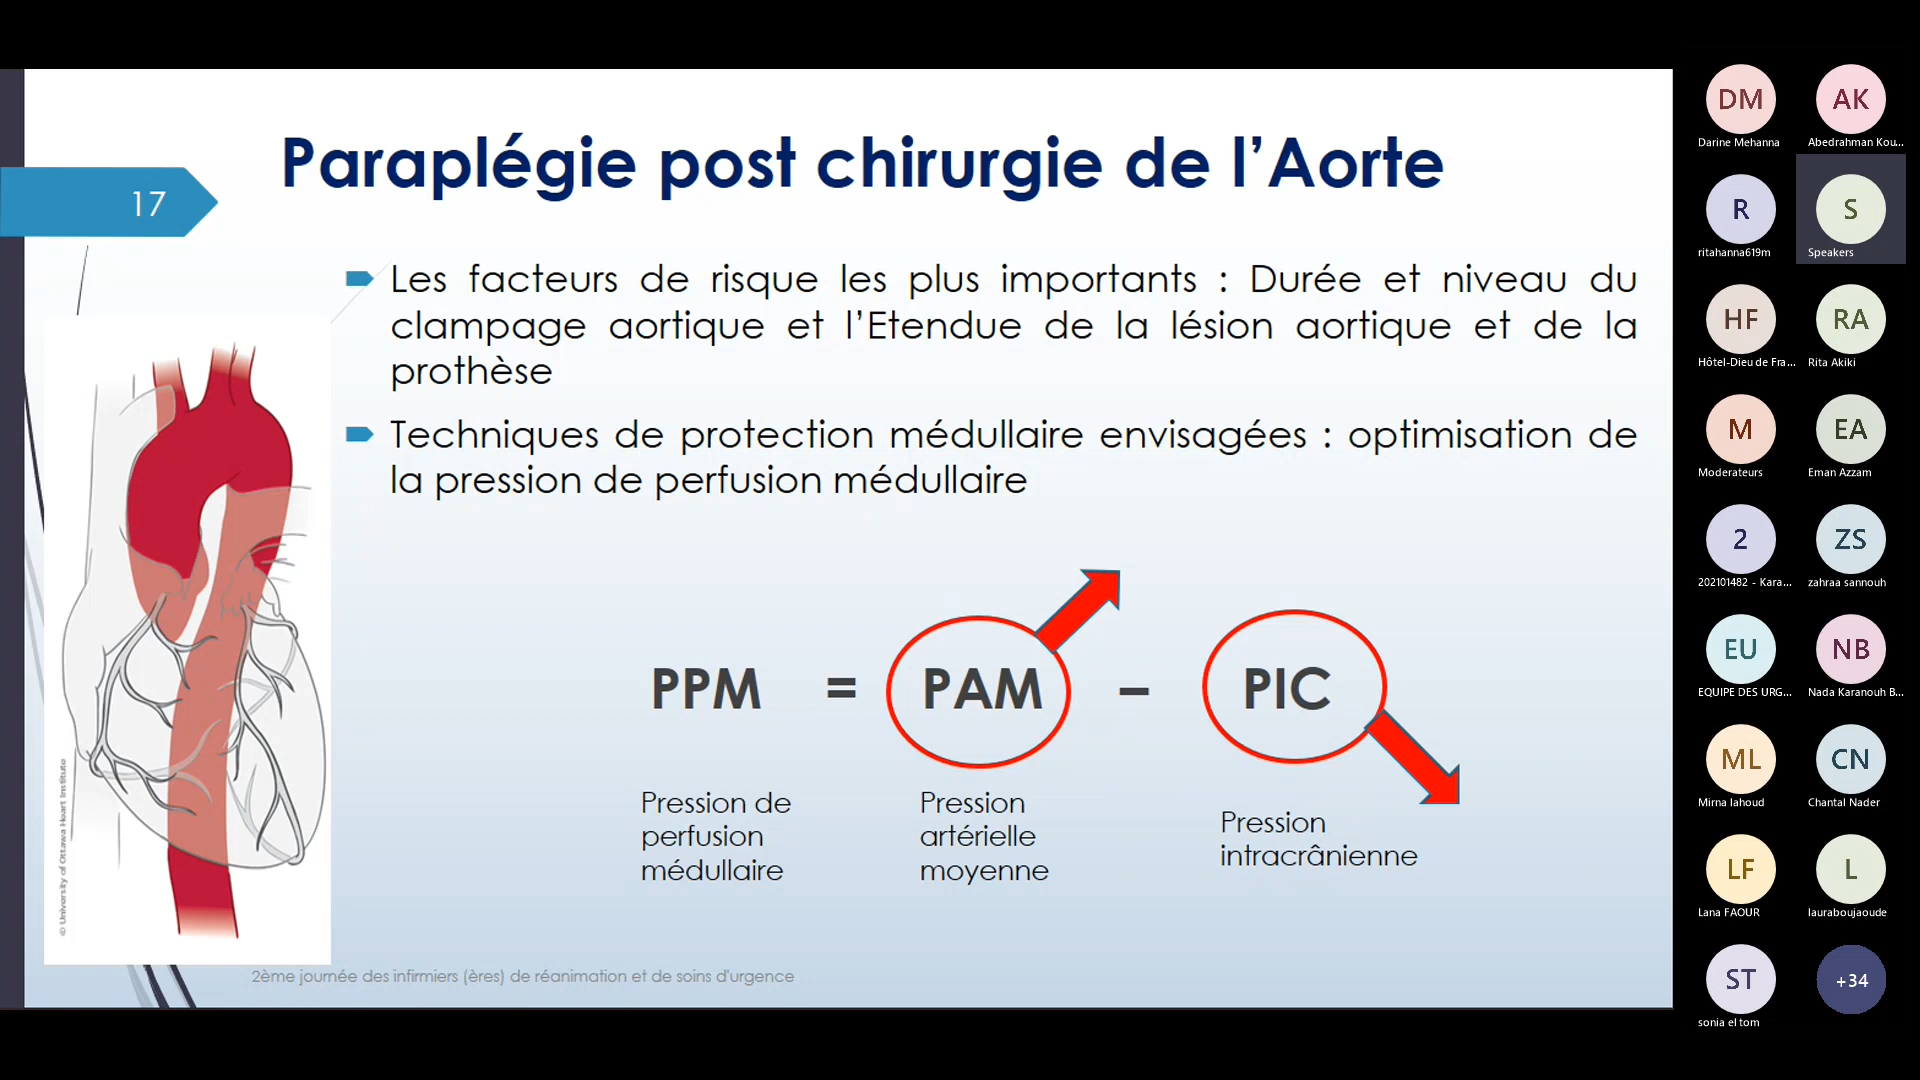 17
Paraplégie post chirurgie de l’Aorte
Les facteurs de risque les plus importants : Durée et niveau du
clampage aortique et l’Etendue de la lésion aortique et de la
prothèse
Techniques de protection médullaire envisagées : optimisation de
la pression de perfusion médullaire
PPM = PAM – PIC
Pression de
perfusion
médullaire
Pression
artérielle
moyenne
Pression
intracrânienne
© University of Ottawa Heart Institute
2ème journée des infirmiers (ères) de réanimation et de soins d'urgence
DM
Darine Mehanna
AK
Abedrahman Kou...
R
ritahanna619m
S
Speakers
HF
Hôtel-Dieu de Fra...
RA
Rita Akiki
M
Moderateurs
EA
Eman Azzam
2
202101482 - Kara...
ZS
zahraa sannouh
EU
EQUIPE DES URG...
NB
Nada Karanouh B...
ML
Mirna lahoud
CN
Chantal Nader
LF
Lana FAOUR
L
lauraboujaoude
ST
sonia el tom
+34